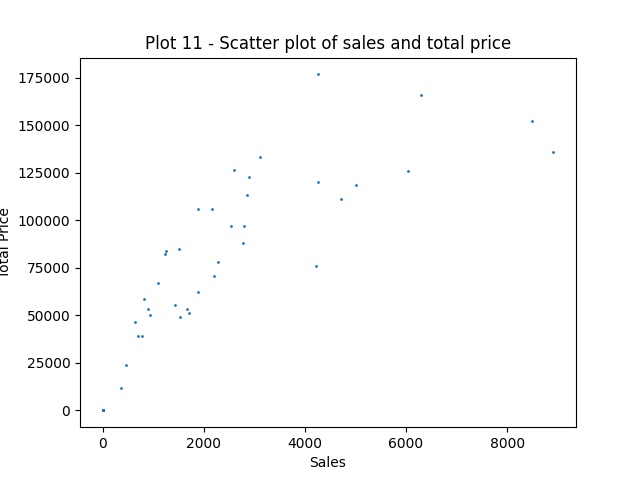 Plot 11 - Scatter plot of sales and total price
175000
150000
125000
100000
75000
50000
25000
0
Total Price
0 2000 4000 6000 8000
Sales